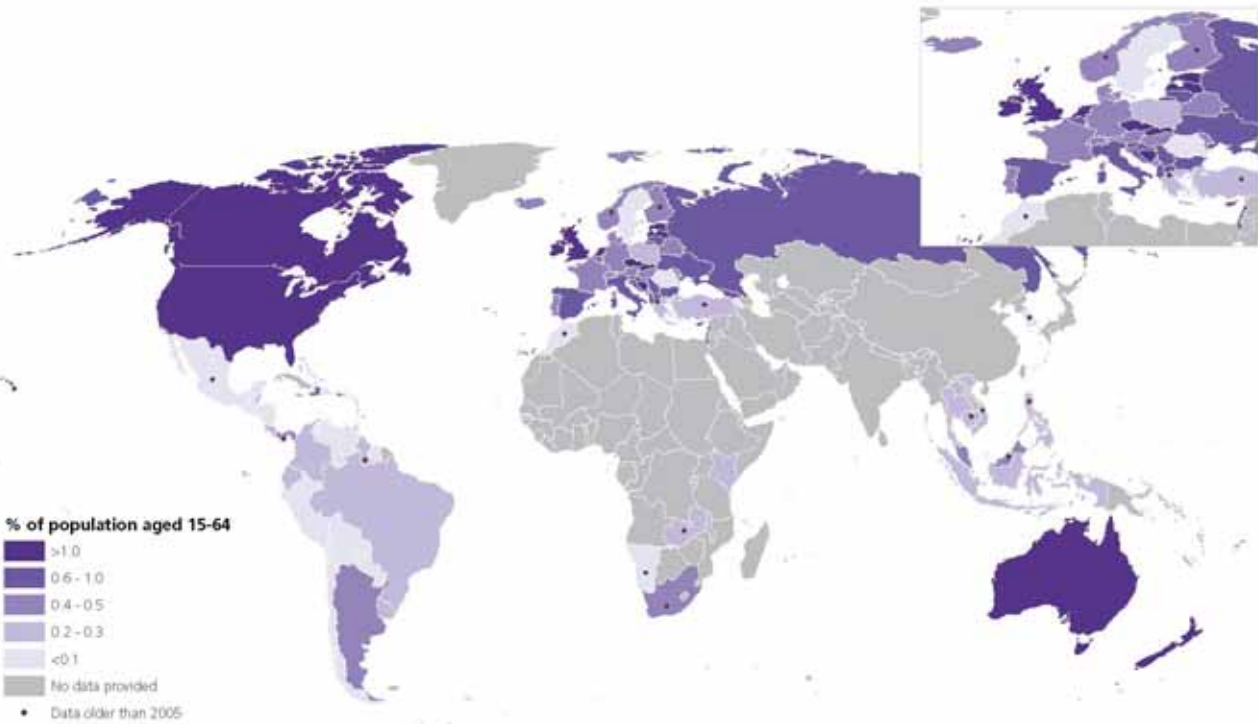 % of population aged 15-64
>1.0
0.6 - 1.0
0.4 - 0.5
0.2 - 0.3
<0.1
No data provided
Data older than 2005